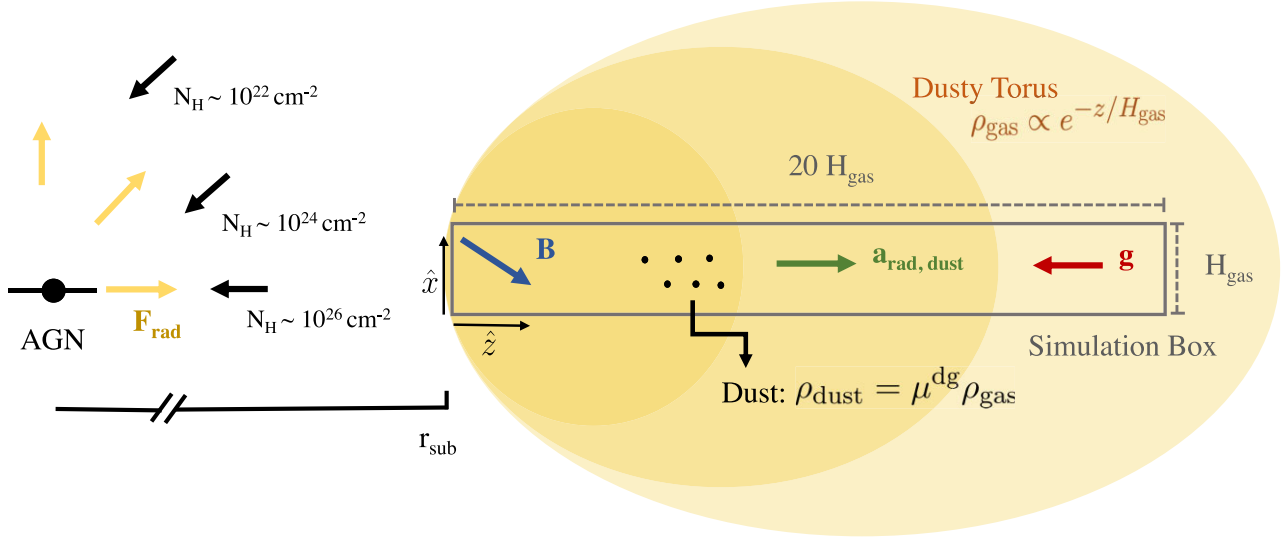 N_H ~ 10^22 cm^-2
Dusty Torus
ρ_gas ∝ e^{-z/H_gas}
20 H_gas
N_H ~ 10^24 cm^-2
B
a_rad, dust
g
x̂
H_gas
F_rad
N_H ~ 10^26 cm^-2
AGN
ẑ
Simulation Box
Dust: ρ_dust = μ^dg ρ_gas
r_sub